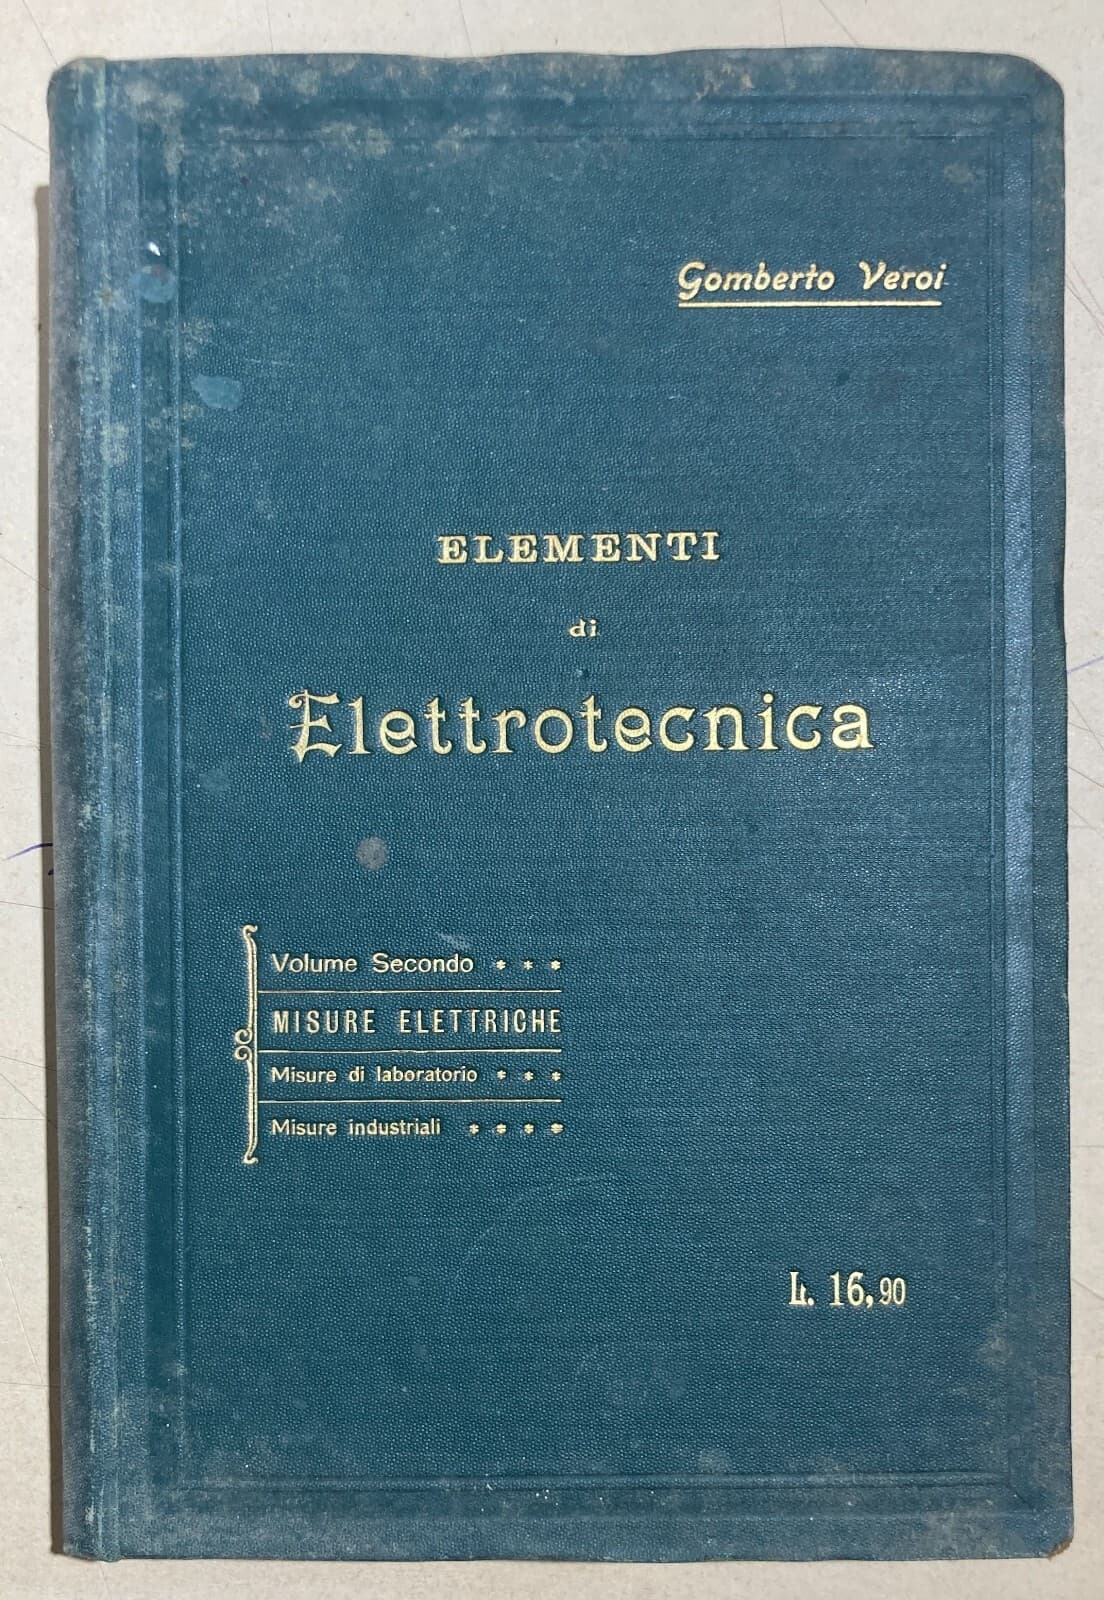 Gomberto Veroi
ELEMENTI
di
Elettrotecnica
Volume Secondo * * *
MISURE ELETTRICHE
Misure di laboratorio * * *
Misure industriali * * * *
L. 16,90